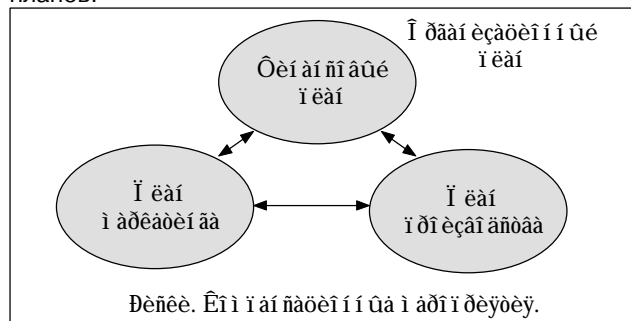 планов.
Î ðãàí èçàöèî í í ûé
ï ëàí
Ôèí àí ñî âûé
ï ëàí
Ï ëàí
ì àðêåòèí ãà
Ï ëàí
ï ðî èçâî äñòâà
Ðèñêè. Êî ì ï åí ñàöèî í í ûå ì åðî ï ðèÿòèÿ.